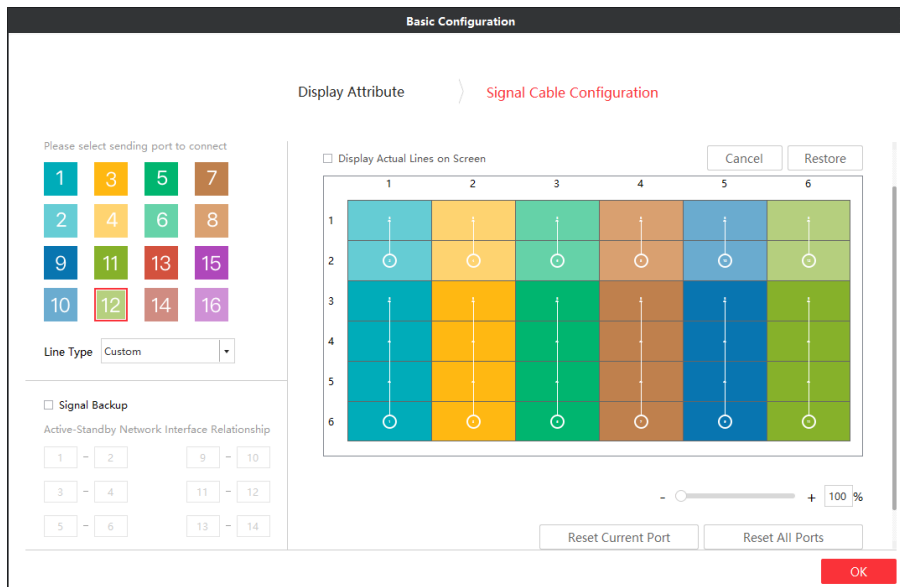 Basic Configuration
Display Attribute Signal Cable Configuration
Please select sending port to connect
1 3 5 7
2 4 6 8
9 11 13 15
10 12 14 16
Line Type Custom
Signal Backup
Active-Standby Network Interface Relationship
1 - 2 9 - 10
3 - 4 11 - 12
5 - 6 13 - 14
Display Actual Lines on Screen Cancel Restore
1 2 3 4 5 6
1
2
3
4
5
6
- + 100 %
Reset Current Port Reset All Ports
OK